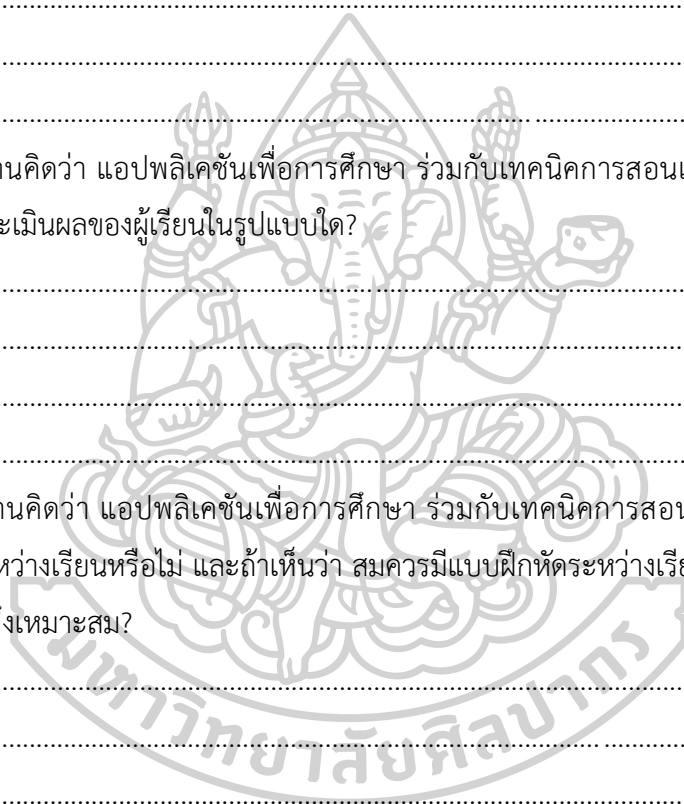 านคิดว่า แอปพลิเคชันเพื่อการศึกษา ร่วมกับเทคนิคการสอนแ
ะเมินผลของผู้เรียนในรูปแบบใด?
านคิดว่า แอปพลิเคชันเพื่อการศึกษา ร่วมกับเทคนิคการสอน
หว่างเรียนหรือไม่ และถ้าเห็นว่า สมควรมีแบบฝึกหัดระหว่างเรีย
ึงเหมาะสม?
มหาวิทยาลัยศิลปากร